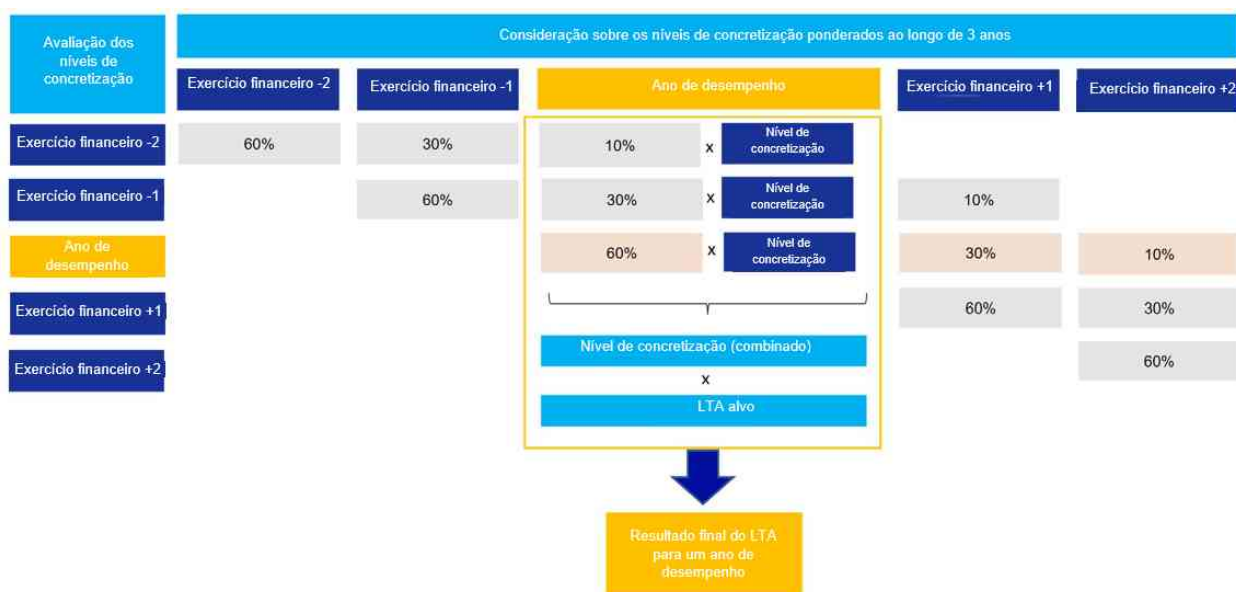 Avaliação dos
níveis de
concretização
Consideração sobre os níveis de concretização ponderados ao longo de 3 anos
Exercício financeiro -2
Exercício financeiro -1
Ano de desempenho
Exercício financeiro +1
Exercício financeiro +2
Exercício financeiro -2
60%
30%
10%
x
Nível de
concretização
Exercício financeiro -1
60%
30%
x
Nível de
concretização
10%
Ano de
desempenho
60%
x
Nível de
concretização
30%
10%
Exercício financeiro +1
60%
30%
Exercício financeiro +2
60%
Nível de concretização (combinado)
x
LTA alvo
Resultado final do LTA
para um ano de
desempenho